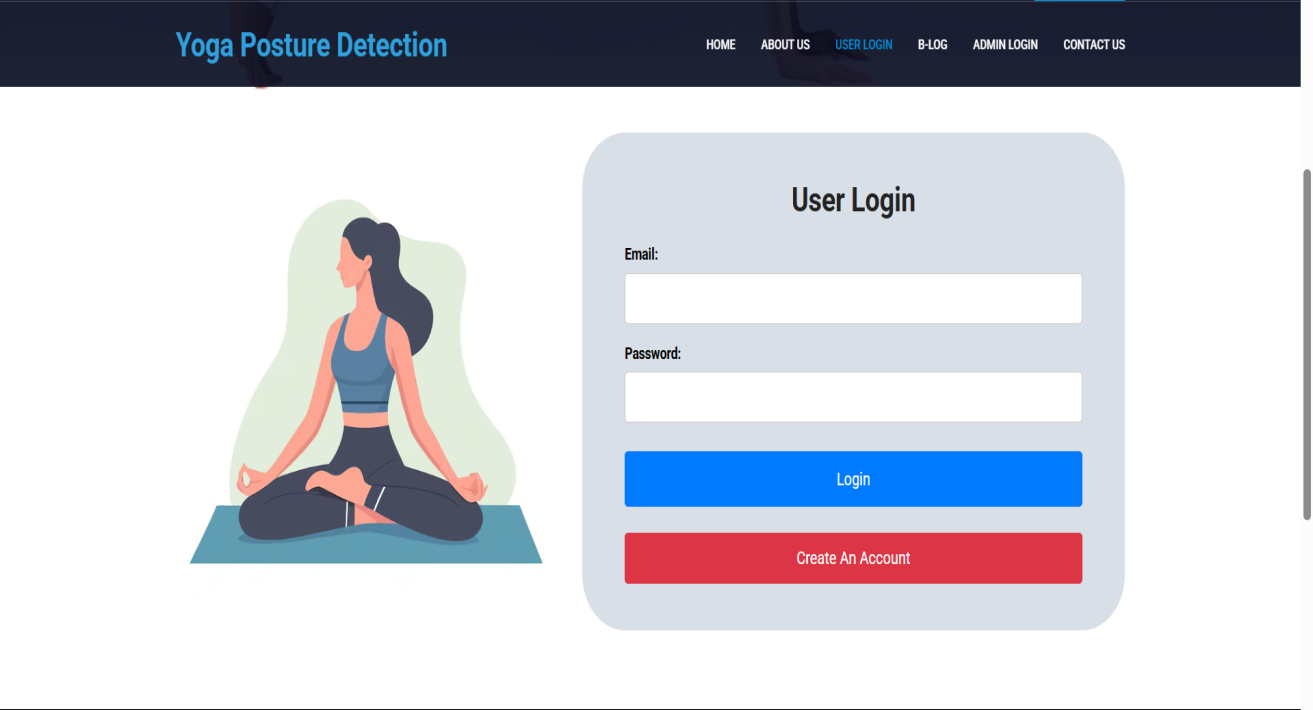 Yoga Posture Detection
HOME ABOUT US USER LOGIN B-LOG ADMIN LOGIN CONTACT US
User Login
Email:
Password:
Login
Create An Account